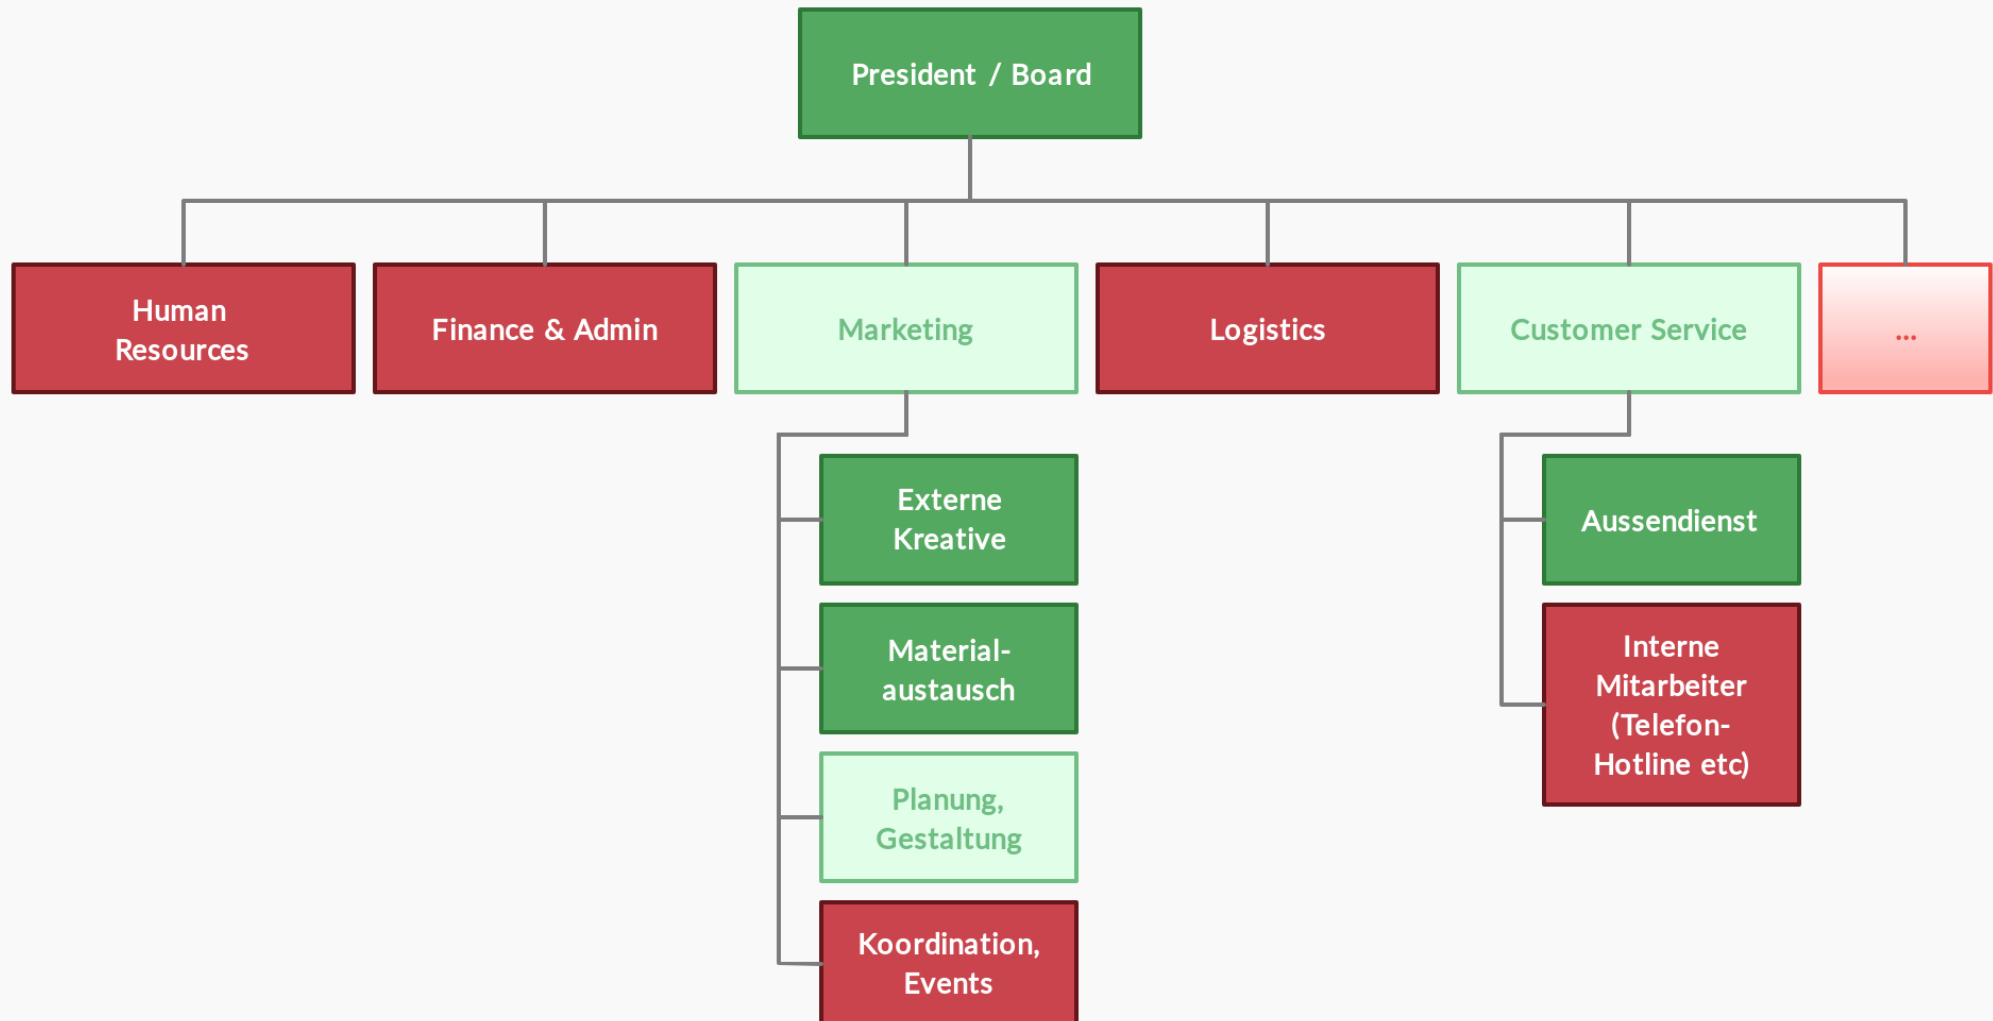 President / Board
Human
Resources
Finance & Admin
Marketing
Logistics
Customer Service
...
Externe
Kreative
Material-
austausch
Planung,
Gestaltung
Koordination,
Events
Aussendienst
Interne
Mitarbeiter
(Telefon-
Hotline etc)